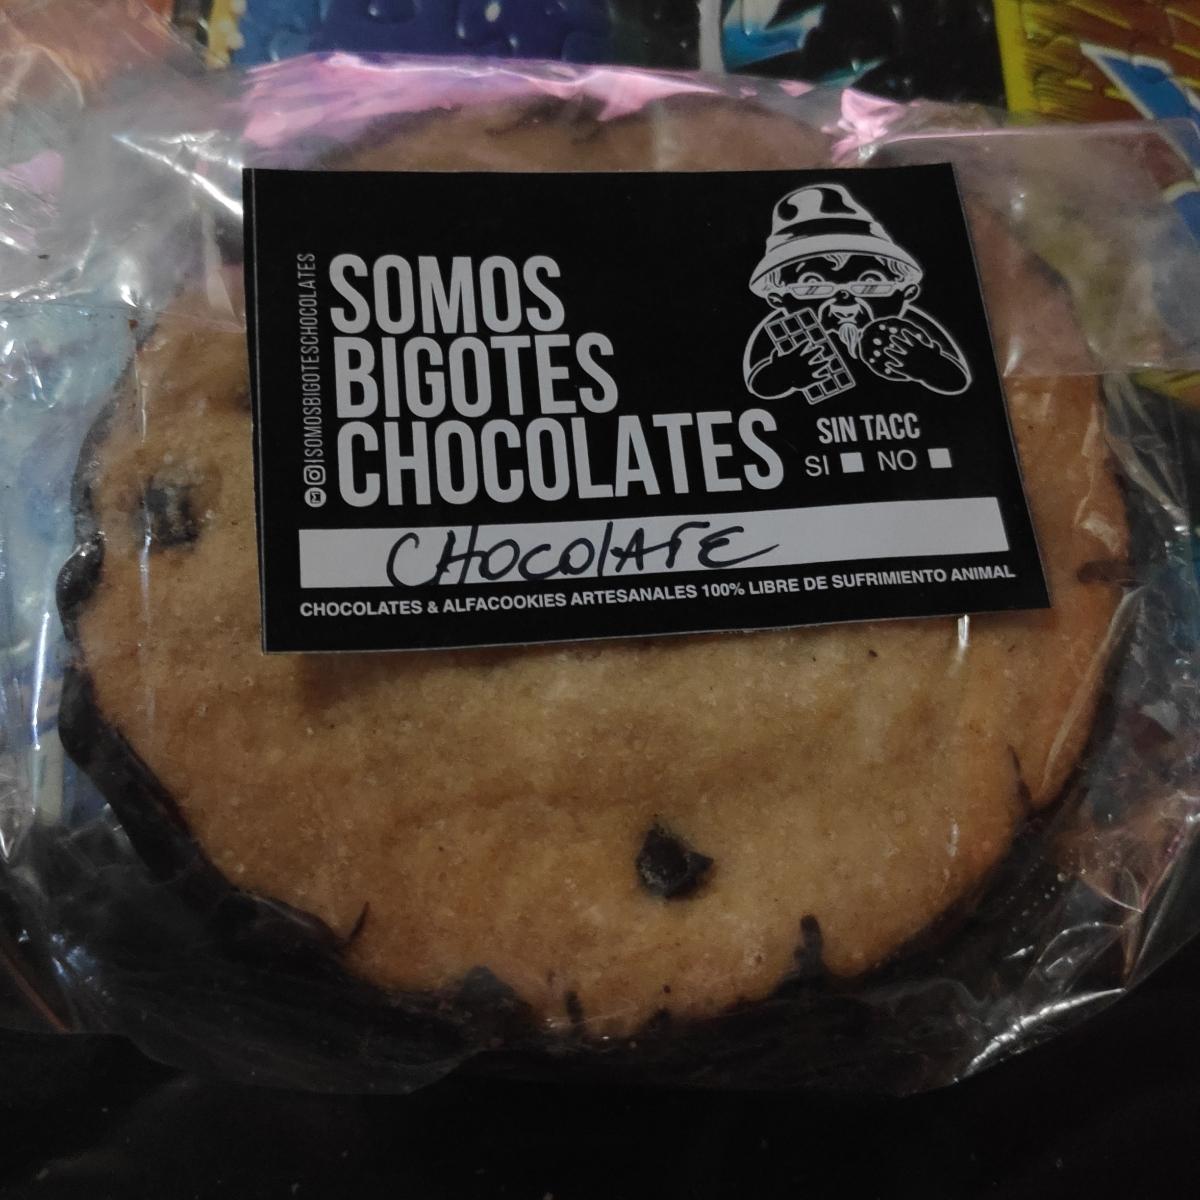 SOMOSBIGOTESCHOCOLATES
SOMOS
BIGOTES
CHOCOLATES
SIN TACC
SI NO
CHOCOLATE
CHOCOLATES & ALFACOOKIES ARTESANALES 100% LIBRE DE SUFRIMIENTO ANIMAL